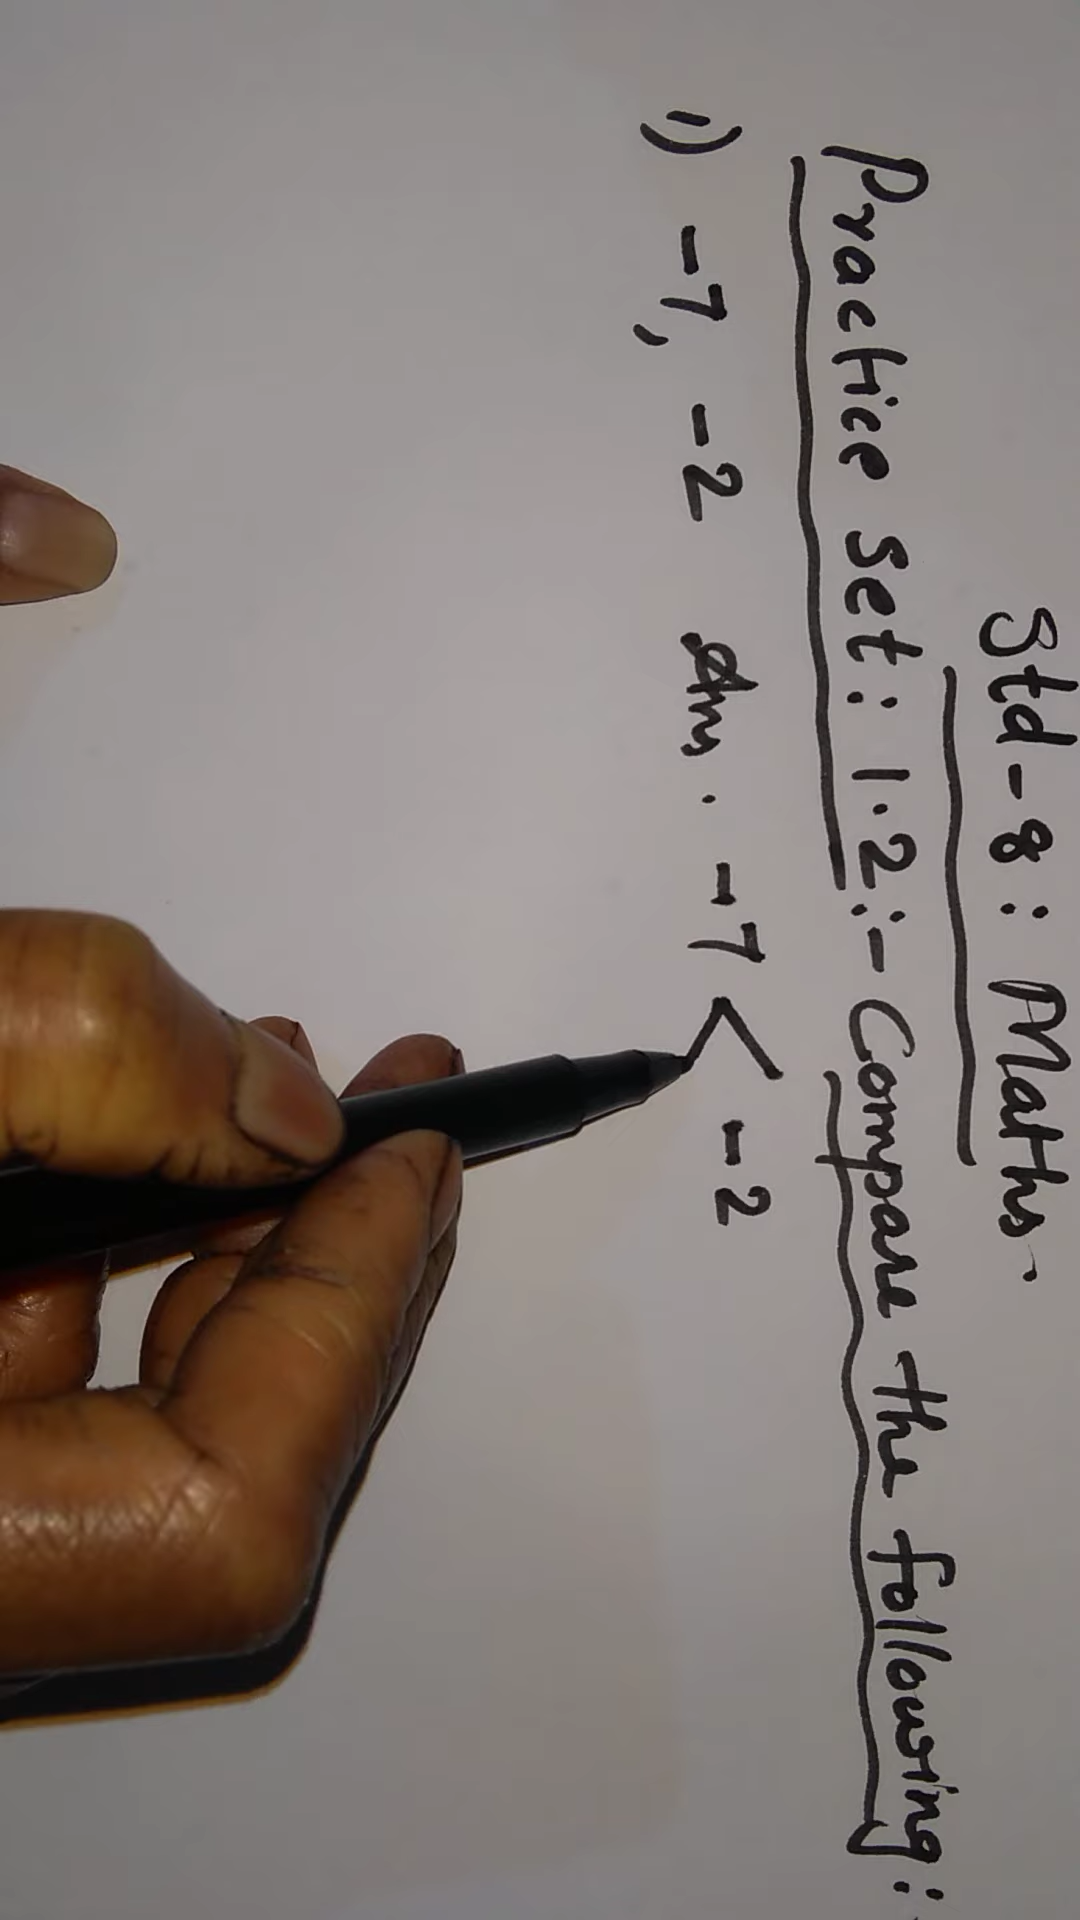 Std-8: Maths.
Practice Set: 1.2:- Compare the following:-
1) -7, -2 Ans. -7 < -2